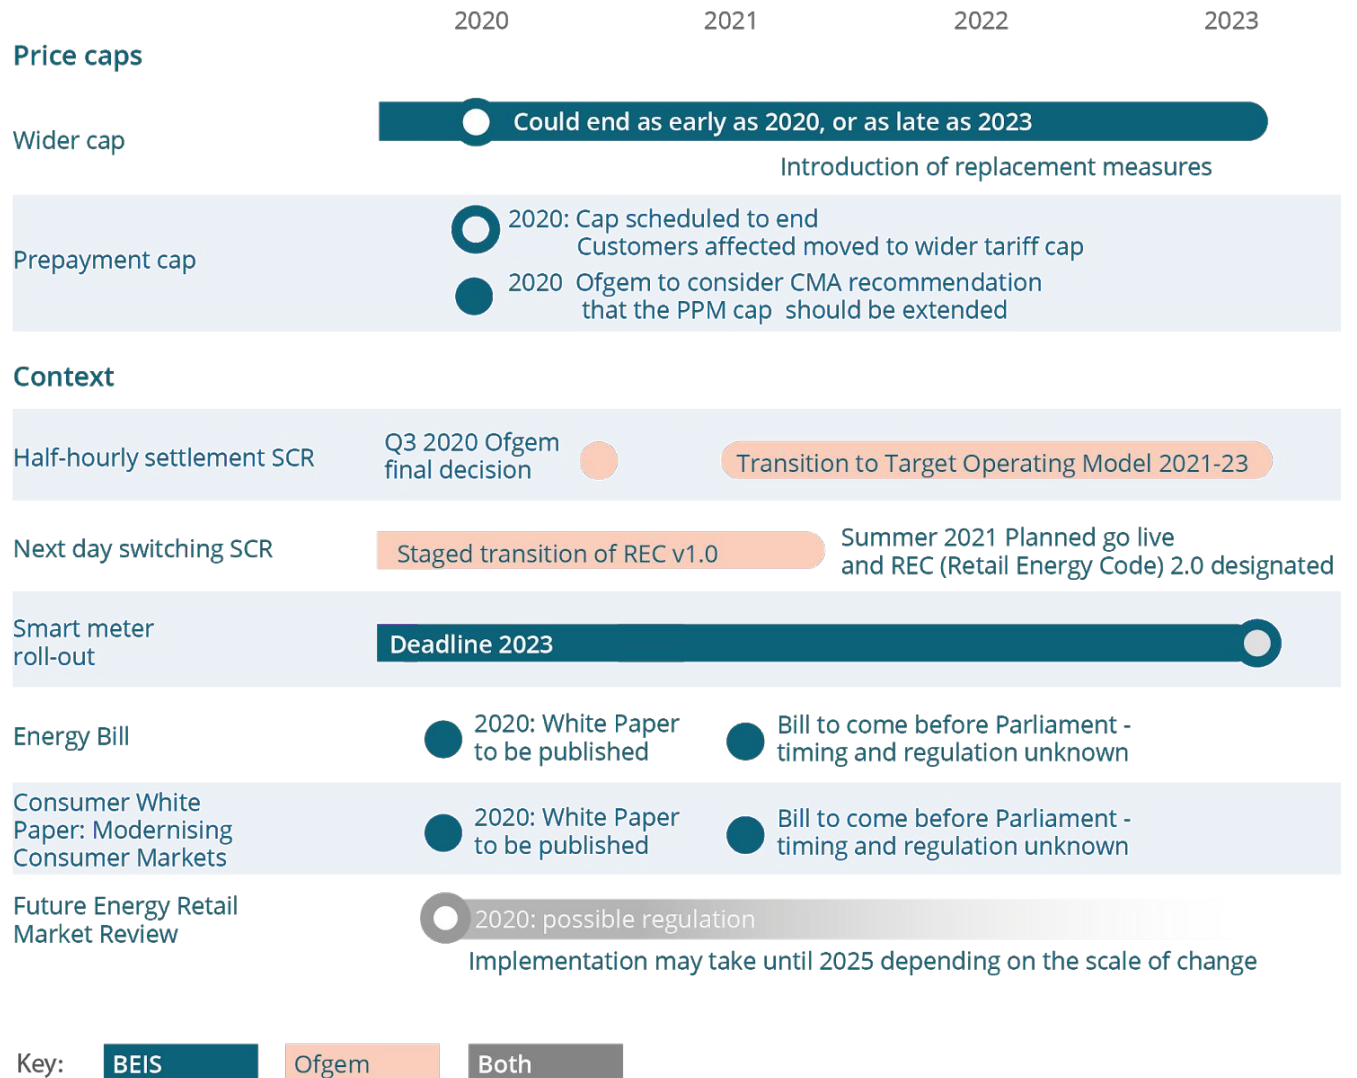 2020 2021 2022 2023
Price caps
Wider cap
Could end as early as 2020, or as late as 2023
Introduction of replacement measures
Prepayment cap
2020: Cap scheduled to end
Customers affected moved to wider tariff cap
2020 Ofgem to consider CMA recommendation
that the PPM cap should be extended
Context
Half-hourly settlement SCR
Q3 2020 Ofgem
final decision
Transition to Target Operating Model 2021-23
Next day switching SCR
Staged transition of REC v1.0
Summer 2021 Planned go live
and REC (Retail Energy Code) 2.0 designated
Smart meter
roll-out
Deadline 2023
Energy Bill
2020: White Paper
to be published
Bill to come before Parliament -
timing and regulation unknown
Consumer White
Paper: Modernising
Consumer Markets
2020: White Paper
to be published
Bill to come before Parliament -
timing and regulation unknown
Future Energy Retail
Market Review
2020: possible regulation
Implementation may take until 2025 depending on the scale of change
Key: BEIS Ofgem Both